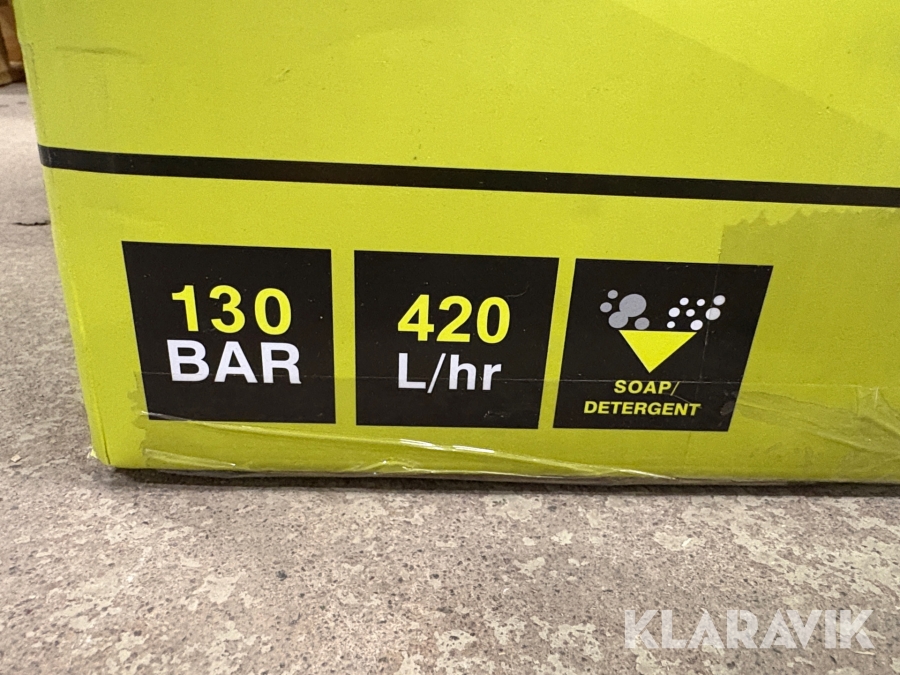 130
BAR
420
L/hr
SOAP/
DETERGENT
KLARAVIK